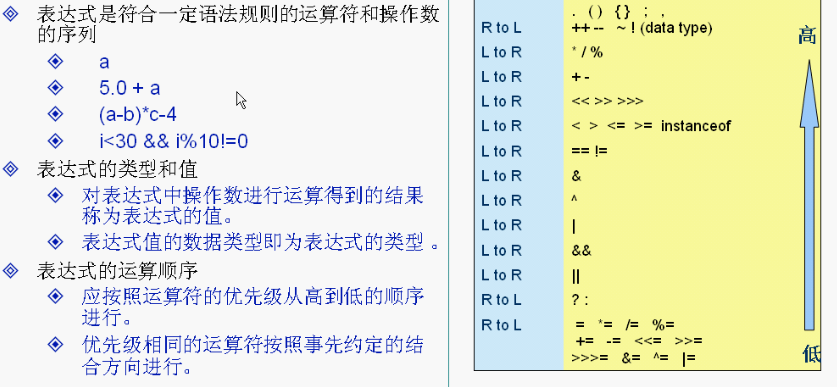 表达式是符合一定语法规则的运算符和操作数
的序列
a
5.0 + a
(a-b)*c-4
i<30 && i%10!=0
表达式的类型和值
对表达式中操作数进行运算得到的结果
称为表达式的值。
表达式值的数据类型即为表达式的类型 。
表达式的运算顺序
应按照运算符的优先级从高到低的顺序
进行。
优先级相同的运算符按照事先约定的结
合方向进行。
. () {} ; ,
R to L ++ -- ~ ! (data type)
高
L to R * / %
L to R + -
L to R << >> >>>
L to R < > <= >= instanceof
L to R == !=
L to R &
L to R ^
L to R |
L to R &&
L to R ||
R to L ? :
R to L = *= /= %=
+= -= <<= >>=
>>>= &= ^= |=
低